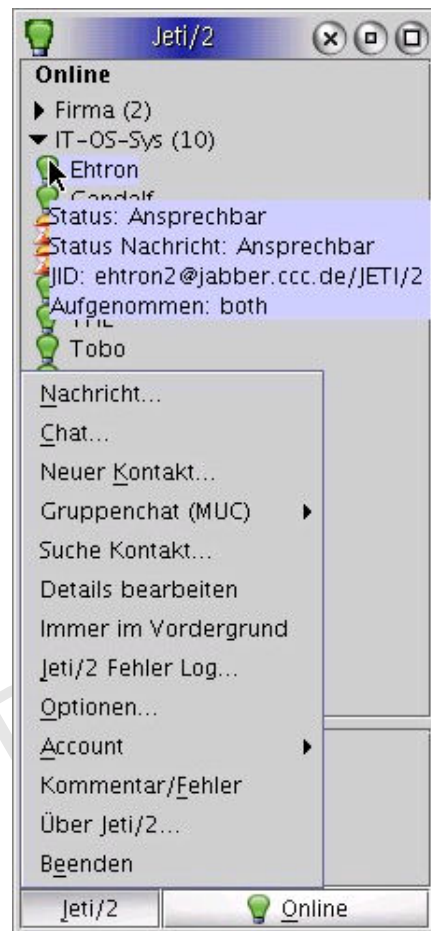 Jeti/2
Online
Firma (2)
IT-OS-Sys (10)
Ehtron
Gandalf
Status: Ansprechbar
Status Nachricht: Ansprechbar
JID: ehtron2@jabber.ccc.de/JETI/2
Aufgenommen: both
Tobo
Nachricht...
Chat...
Neuer Kontakt...
Gruppenchat (MUC)
Suche Kontakt...
Details bearbeiten
Immer im Vordergrund
Jeti/2 Fehler Log...
Optionen...
Account
Kommentar/Fehler
Über Jeti/2...
Beenden
Jeti/2
Online